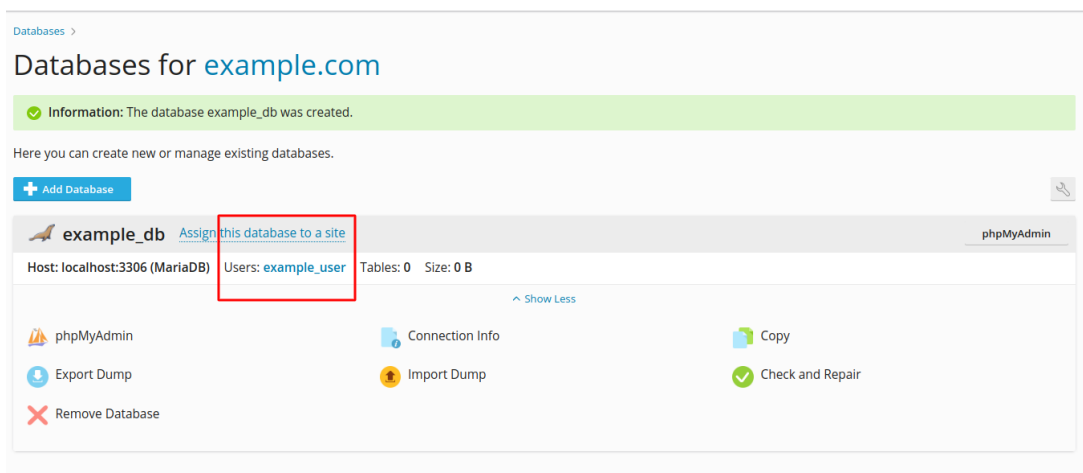 Databases >
Databases for example.com
Information: The database example_db was created.
Here you can create new or manage existing databases.
Add Database
example_db Assign this database to a site phpMyAdmin
Host: localhost:3306 (MariaDB) Users: example_user Tables: 0 Size: 0 B
Show Less
phpMyAdmin Connection Info Copy
Export Dump Import Dump Check and Repair
Remove Database